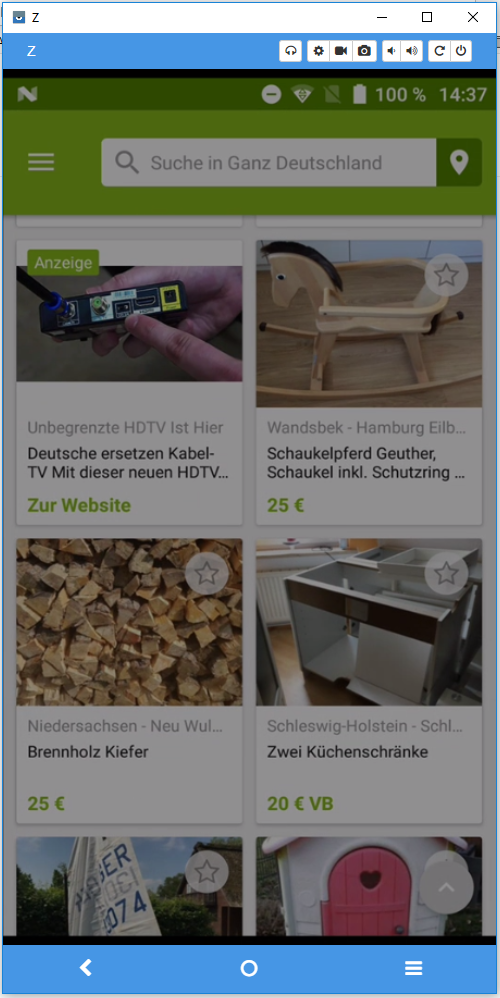 Z
Z
100 % 14:37
Suche in Ganz Deutschland
Anzeige
Unbegrenzte HDTV Ist Hier
Deutsche ersetzen Kabel-
TV Mit dieser neuen HDTV...
Zur Website
Wandsbek - Hamburg Eilb...
Schaukelpferd Geuther,
Schaukel inkl. Schutzring ...
25 €
Niedersachsen - Neu Wul...
Brennholz Kiefer
25 €
Schleswig-Holstein - Schl...
Zwei Küchenschränke
20 € VB
074